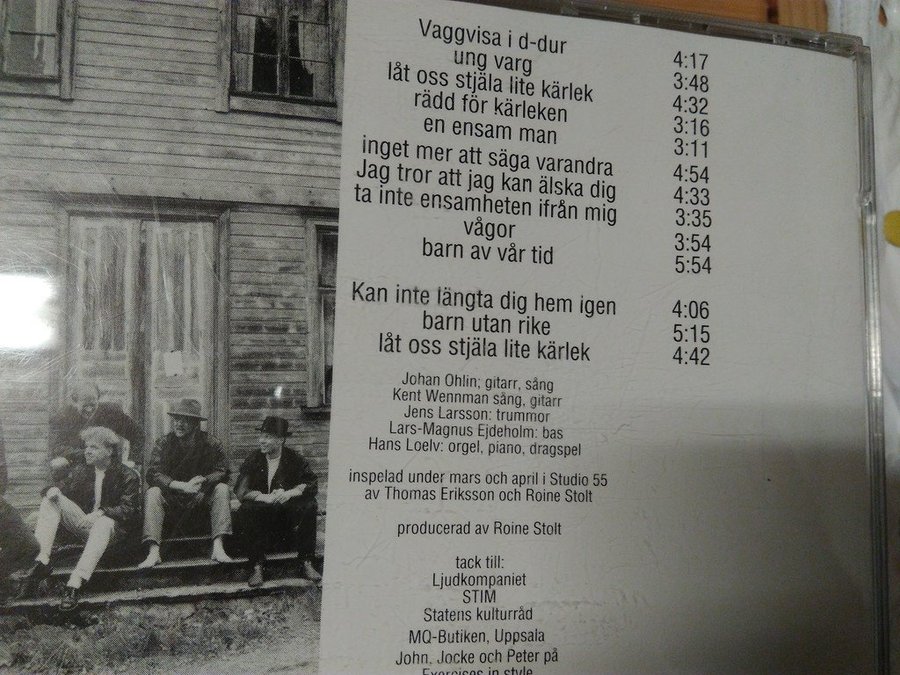 Vaggvisa i d-dur 4:17
ung varg 3:48
låt oss stjäla lite kärlek 4:32
rädd för kärleken 3:16
en ensam man 3:11
inget mer att säga varandra 4:54
Jag tror att jag kan älska dig 4:33
ta inte ensamheten ifrån mig 3:35
vågor 3:54
barn av vår tid 5:54
Kan inte längta dig hem igen 4:06
barn utan rike 5:15
låt oss stjäla lite kärlek 4:42
Johan Ohlin; gitarr, sång
Kent Wennman sång, gitarr
Jens Larsson: trummor
Lars-Magnus Ejdeholm: bas
Hans Loelv: orgel, piano, dragspel
inspelad under mars och april i Studio 55
av Thomas Eriksson och Roine Stolt
producerad av Roine Stolt
tack till:
Ljudkompaniet
STIM
Statens kulturråd
MQ-Butiken, Uppsala
John, Jocke och Peter på
Exercises in style